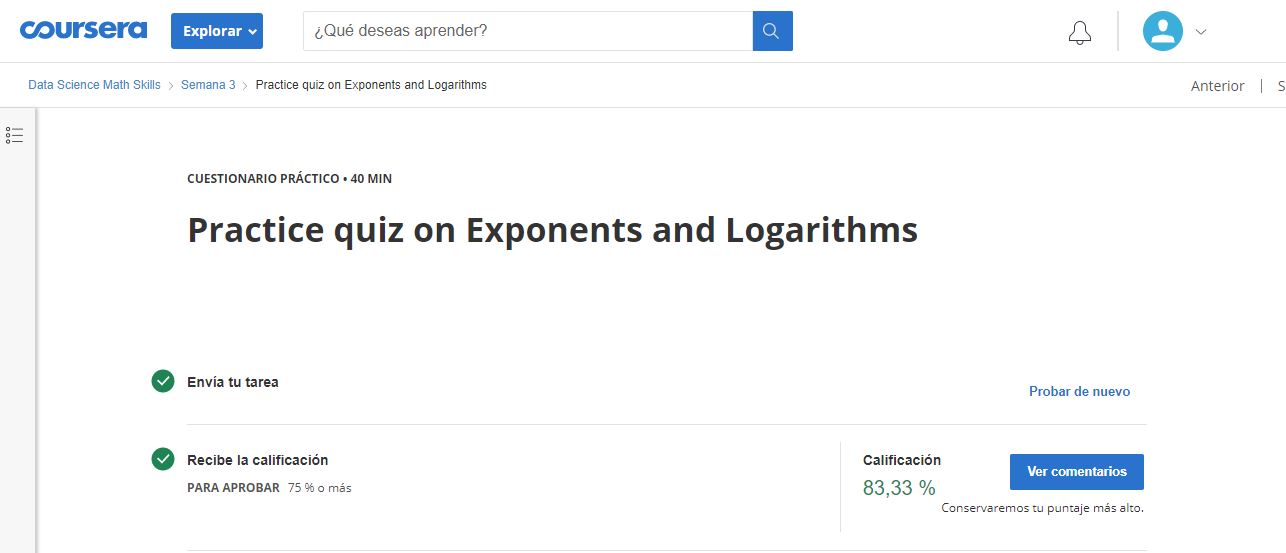 coursera
Explorar
¿Qué deseas aprender?
Data Science Math Skills > Semana 3 > Practice quiz on Exponents and Logarithms
Anterior | S
CUESTIONARIO PRÁCTICO • 40 MIN
Practice quiz on Exponents and Logarithms
Envía tu tarea
Probar de nuevo
Recibe la calificación
PARA APROBAR 75 % o más
Calificación
83,33 %
Ver comentarios
Conservaremos tu puntaje más alto.